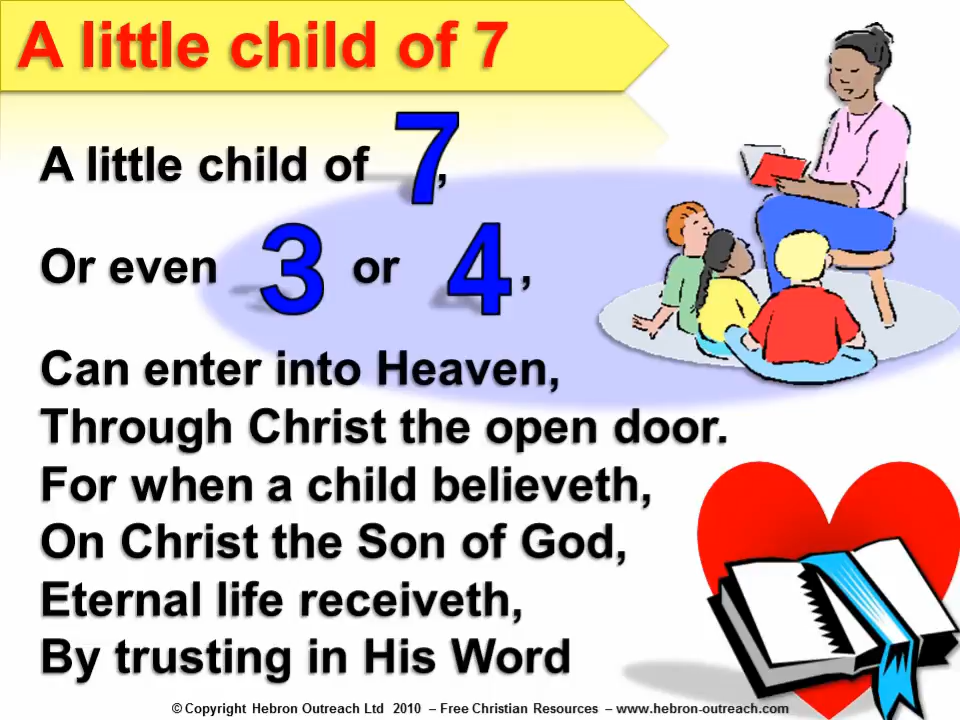 A little child of 7
A little child of 7,
Or even 3 or 4,
Can enter into Heaven,
Through Christ the open door.
For when a child believeth,
On Christ the Son of God,
Eternal life receiveth,
By trusting in His Word
© Copyright Hebron Outreach Ltd 2010 – Free Christian Resources – www.hebron-outreach.com